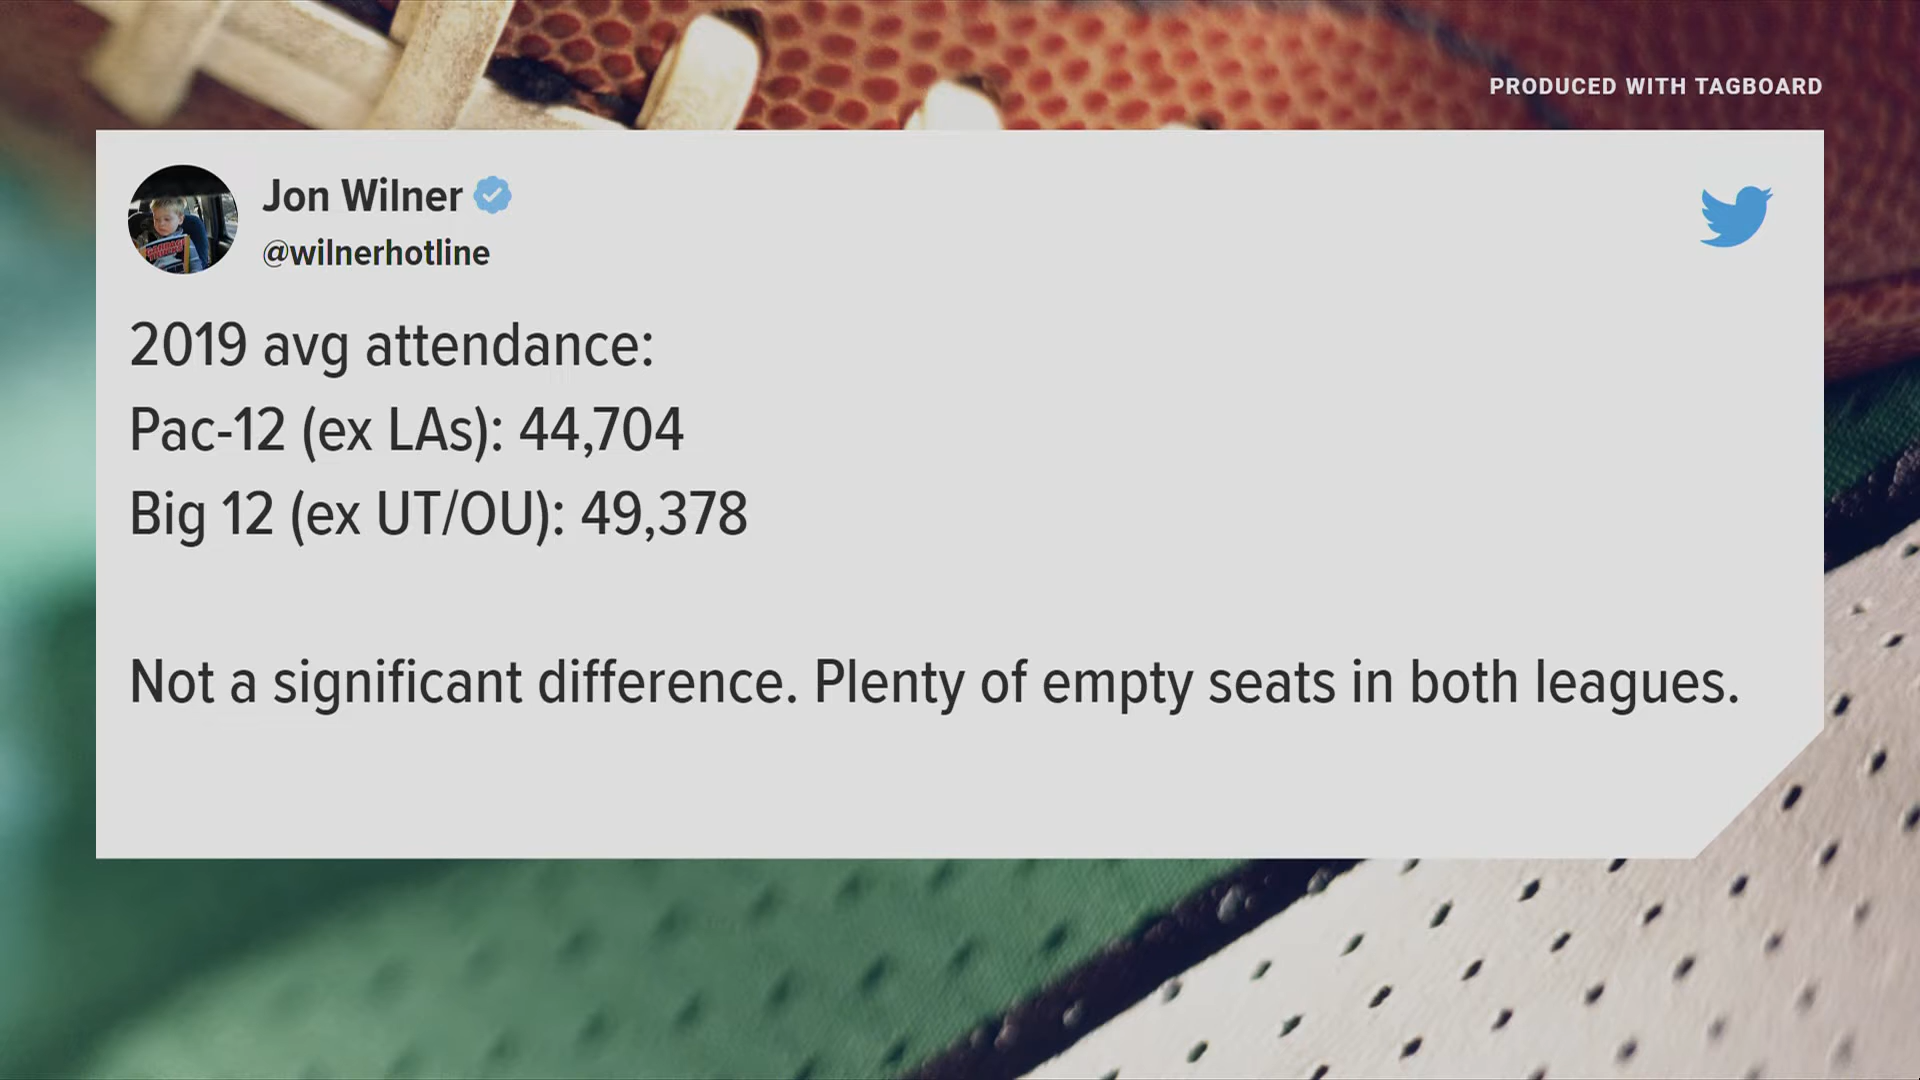 PRODUCED WITH TAGBOARD
Jon Wilner
@wilnerhotline
2019 avg attendance:
Pac-12 (ex LAs): 44,704
Big 12 (ex UT/OU): 49,378
Not a significant difference. Plenty of empty seats in both leagues.